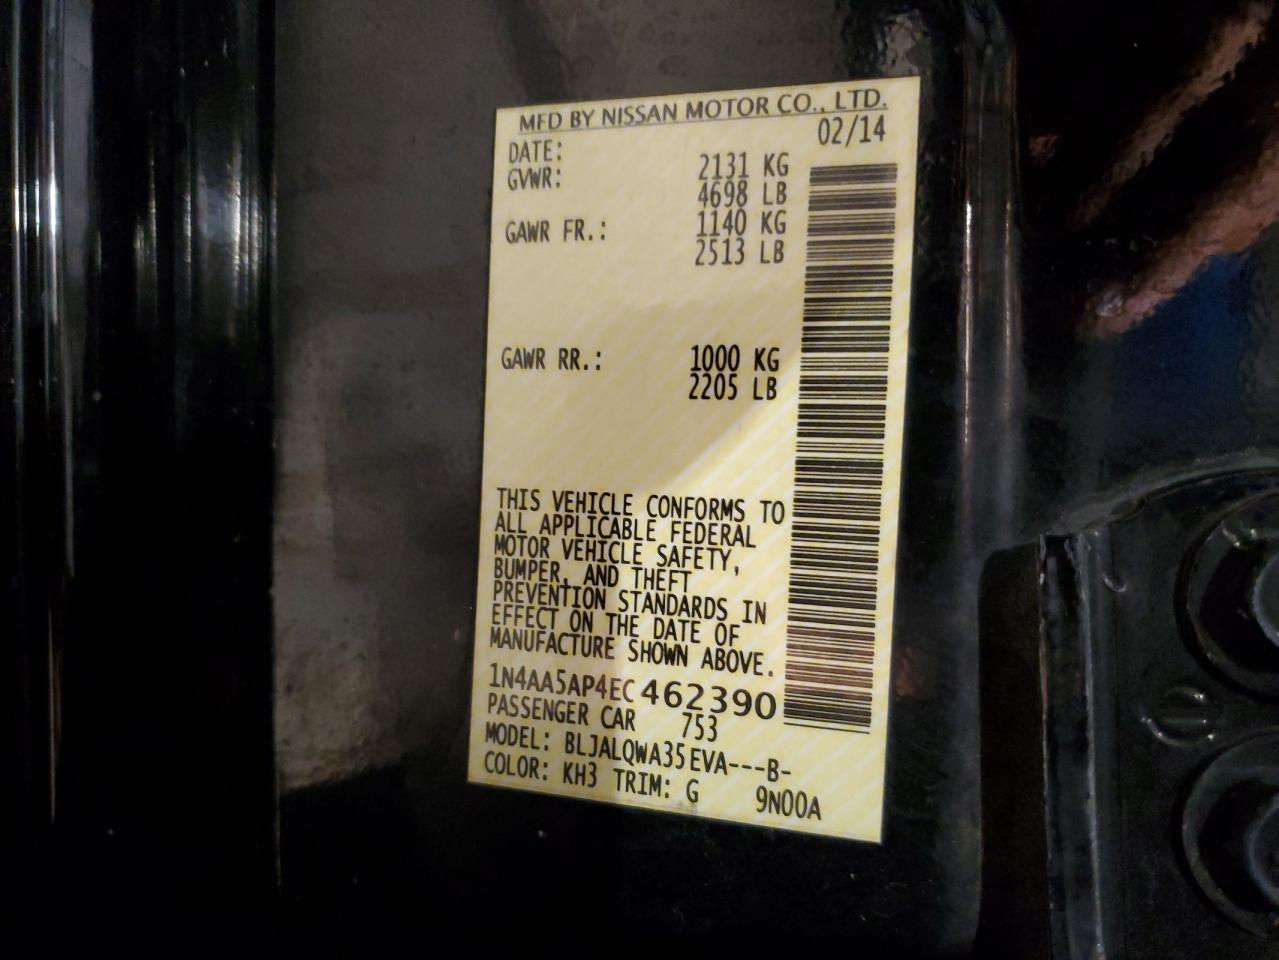 MFD BY NISSAN MOTOR CO., LTD.
DATE: 02/14
GVWR: 2131 KG
4698 LB
GAWR FR.: 1140 KG
2513 LB
GAWR RR.: 1000 KG
2205 LB
THIS VEHICLE CONFORMS TO
ALL APPLICABLE FEDERAL
MOTOR VEHICLE SAFETY,
BUMPER, AND THEFT
PREVENTION STANDARDS IN
EFFECT ON THE DATE OF
MANUFACTURE SHOWN ABOVE.
1N4AA5AP4EC462390
PASSENGER CAR 753
MODEL: BLJALQWA35EVA---B-
COLOR: KH3 TRIM: G 9N00A